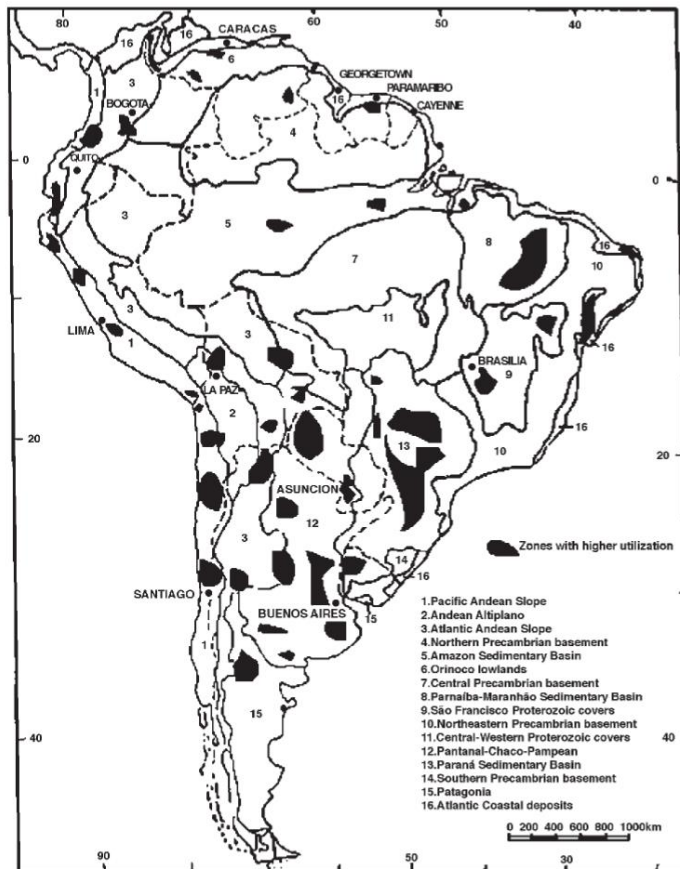 80
60
40
16
16
CARACAS
6
GEORGETOWN
PARAMARIBO
CAYENNE
1
3
16
BOGOTA
4
0
QUITO
0
3
5
8
16
10
7
11
3
LIMA
1
3
BRASILIA
9
16
LA PAZ
2
16
20
13
10
20
ASUNCION
12
3
Zones with higher utilization
14
16
SANTIAGO
BUENOS AIRES
15
1
1.Pacific Andean Slope
2.Andean Altiplano
3.Atlantic Andean Slope
4.Northern Precambrian basement
5.Amazon Sedimentary Basin
6.Orinoco lowlands
7.Central Precambrian basement
8.Parnaíba-Maranhão Sedimentary Basin
9.São Francisco Proterozoic covers
10.Northeastern Precambrian basement
11.Central-Western Proterozoic covers
12.Pantanal-Chaco-Pampean
13.Paraná Sedimentary Basin
14.Southern Precambrian basement
15.Patagonia
16.Atlantic Coastal deposits
15
40
40
0 200 400 600 1000km
90
50
30